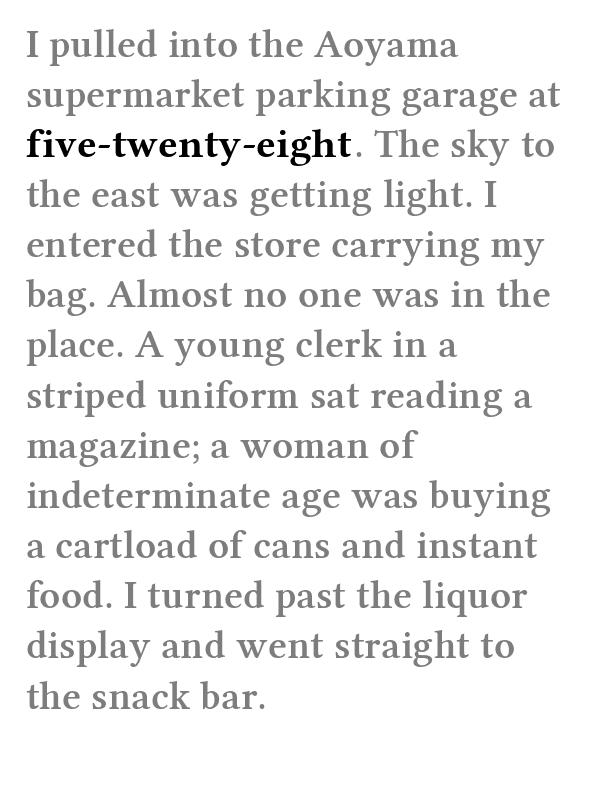 I pulled into the Aoyama
supermarket parking garage at
five-twenty-eight. The sky to
the east was getting light. I
entered the store carrying my
bag. Almost no one was in the
place. A young clerk in a
striped uniform sat reading a
magazine; a woman of
indeterminate age was buying
a cartload of cans and instant
food. I turned past the liquor
display and went straight to
the snack bar.